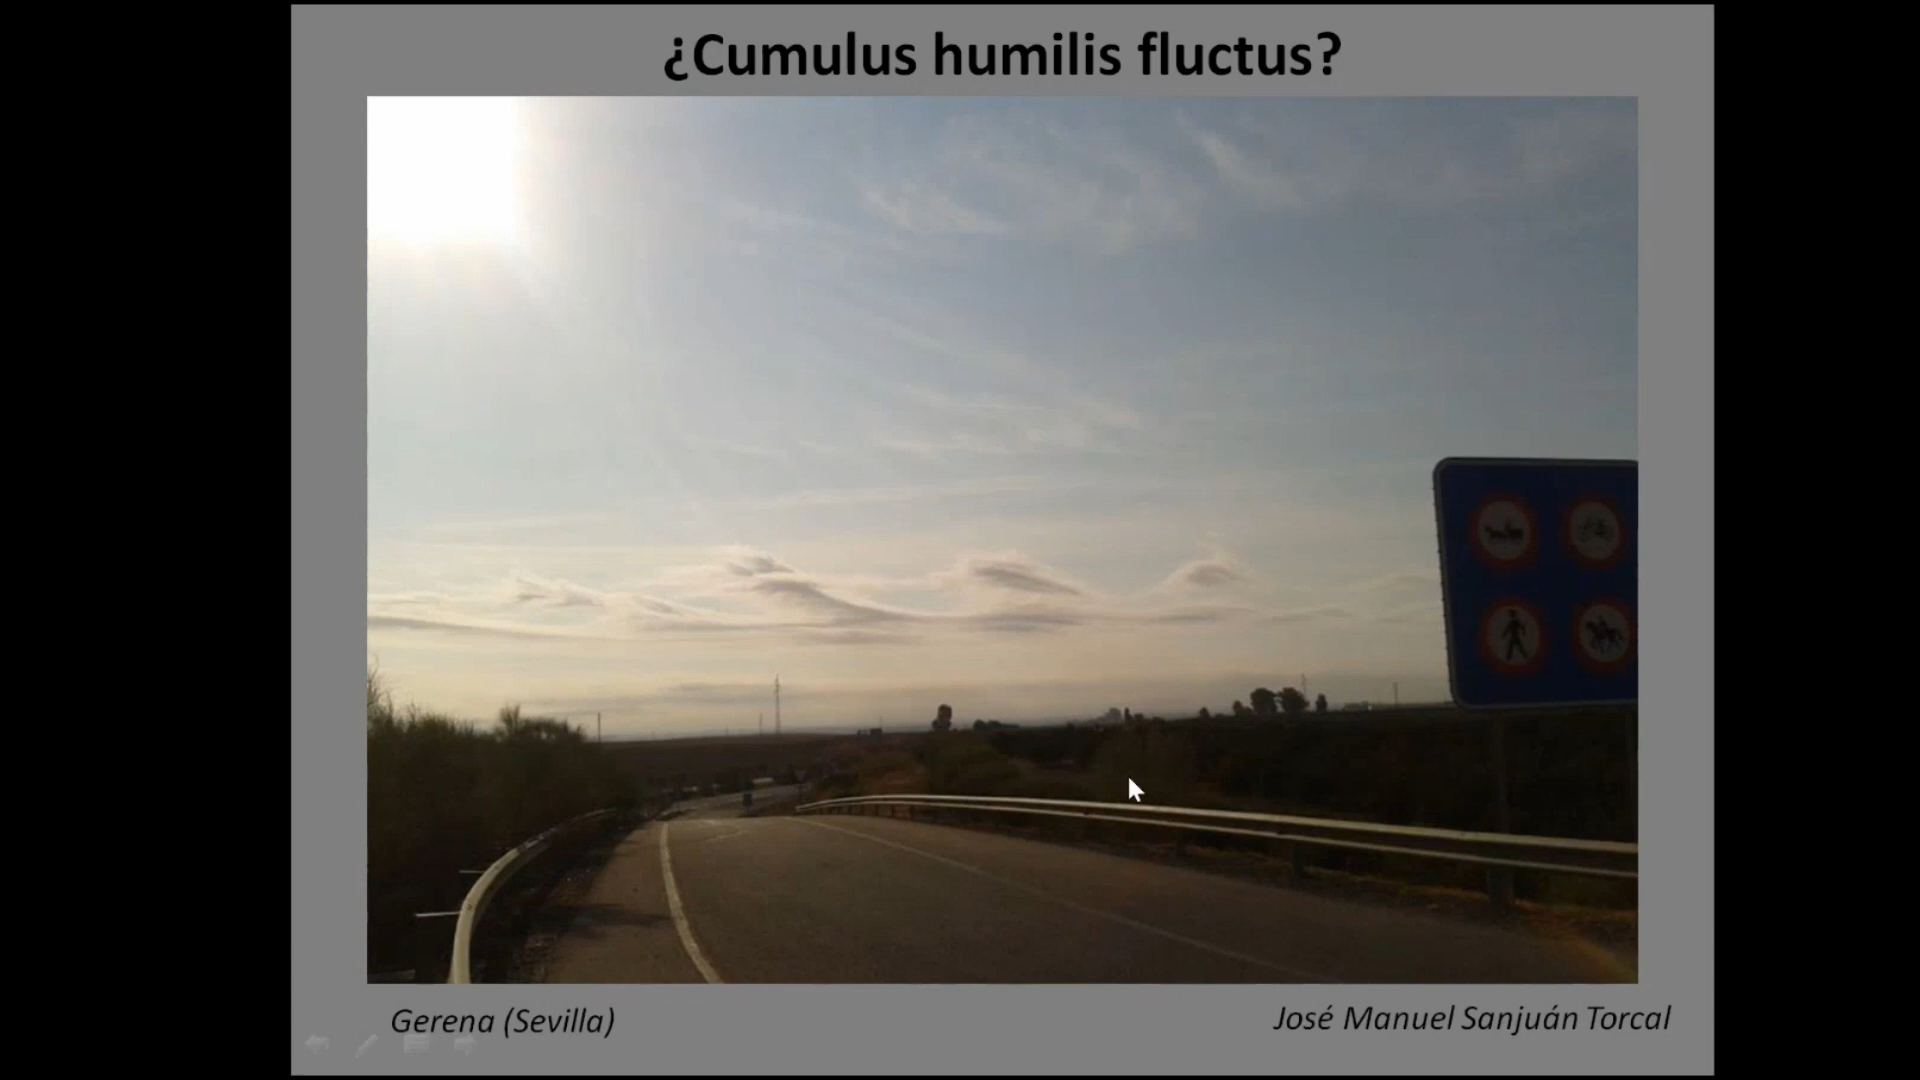 ¿Cumulus humilis fluctus?
Gerena (Sevilla)
José Manuel Sanjuán Torcal